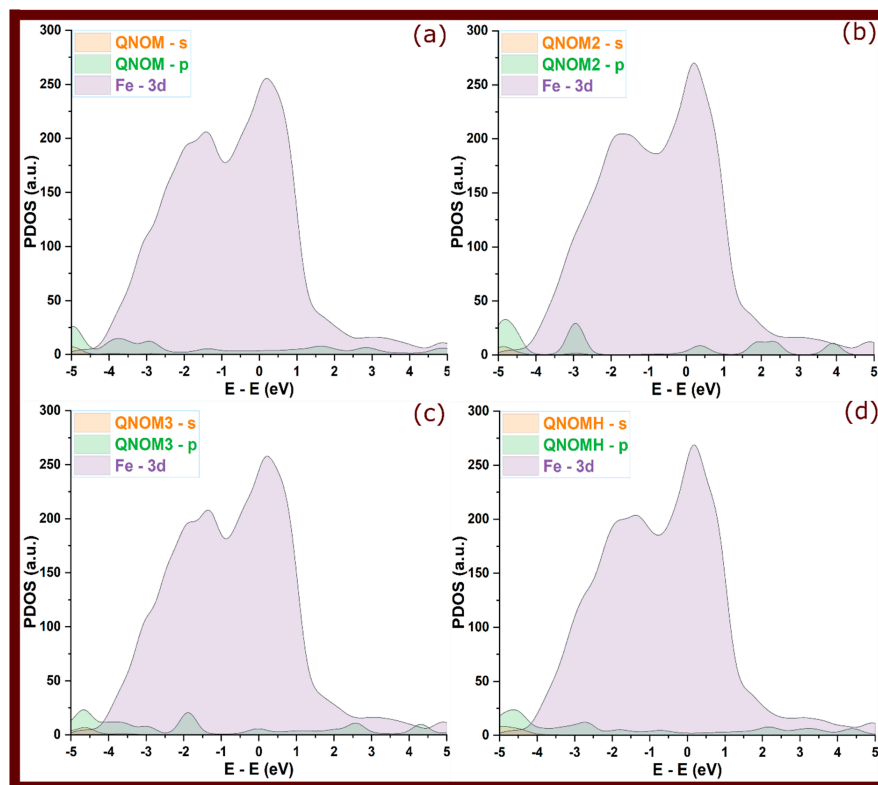 (a)
QNOM - s
QNOM - p
Fe - 3d
PDOS (a.u.)
300
250
200
150
100
50
0
-5 -4 -3 -2 -1 0 1 2 3 4 5
E - E (eV)
(b)
QNOM2 - s
QNOM2 - p
Fe - 3d
PDOS (a.u.)
300
250
200
150
100
50
0
-5 -4 -3 -2 -1 0 1 2 3 4 5
E - E (eV)
(c)
QNOM3 - s
QNOM3 - p
Fe - 3d
PDOS (a.u.)
300
250
200
150
100
50
0
-5 -4 -3 -2 -1 0 1 2 3 4 5
E - E (eV)
(d)
QNOMH - s
QNOMH - p
Fe - 3d
PDOS (a.u.)
300
250
200
150
100
50
0
-5 -4 -3 -2 -1 0 1 2 3 4 5
E - E (eV)